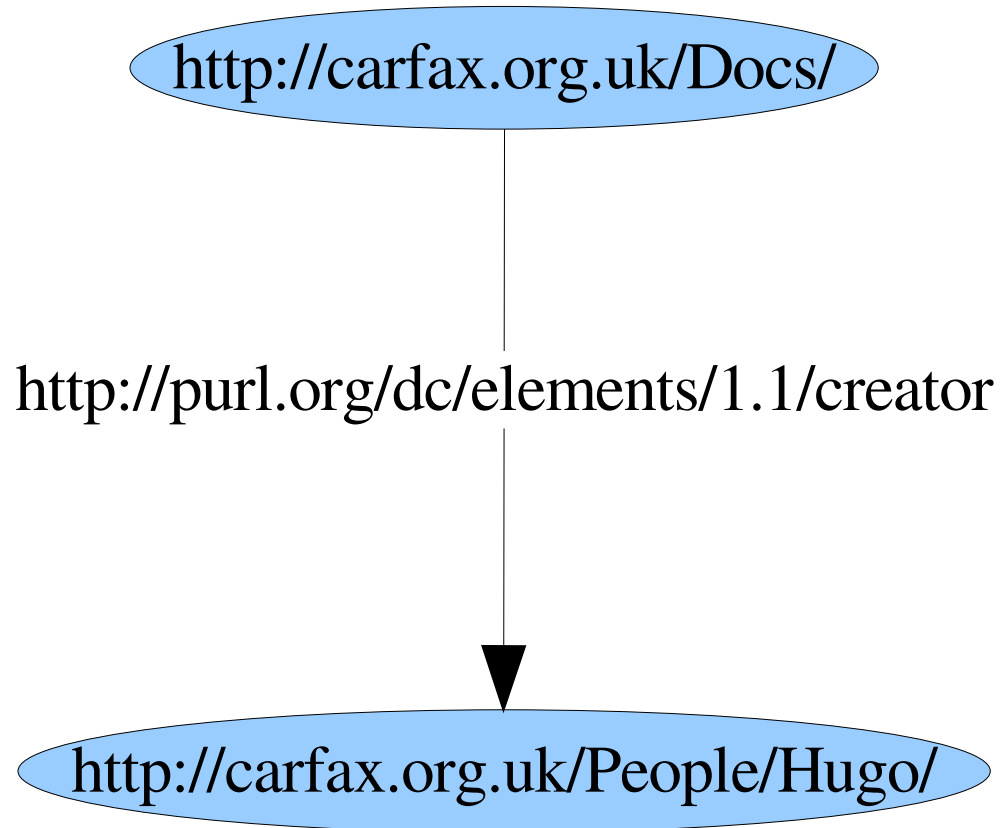 http://carfax.org.uk/Docs/
http://purl.org/dc/elements/1.1/creator
http://carfax.org.uk/People/Hugo/